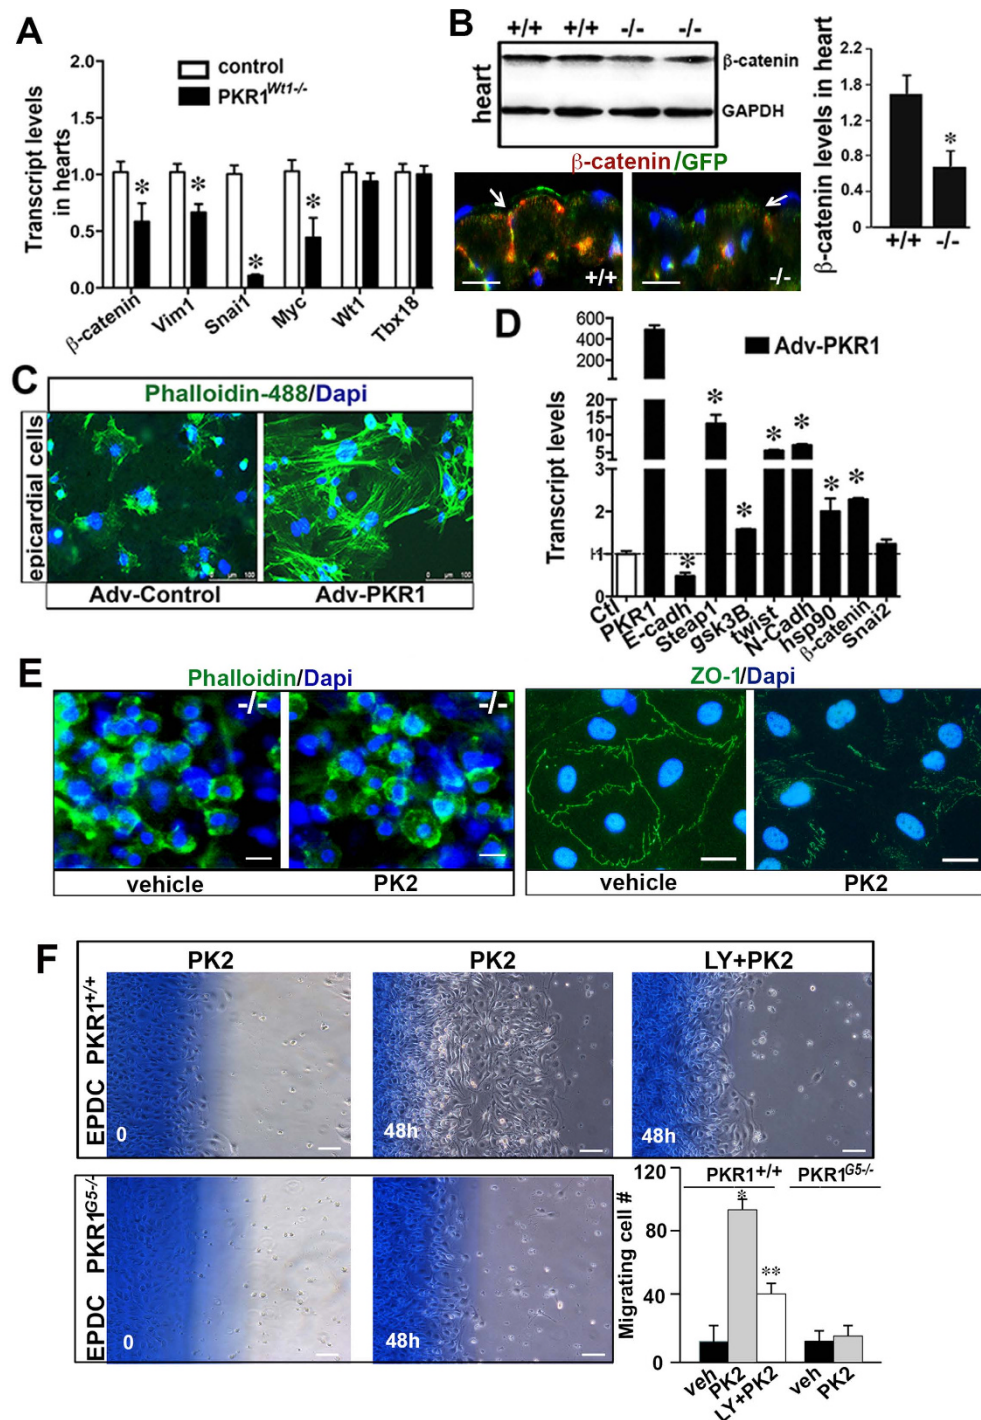 A
Transcript levels
in hearts
2.0
1.5
1.0
0.5
0.0
control
PKR1Wt1-/-
*
*
*
*
β-catenin
Vim1
Snai1
Myc
Wt1
Tbx18
B
+/+ +/+ -/- -/-
heart
β-catenin
GAPDH
β-catenin/GFP
+/+
-/-
β-catenin levels in heart
2.2
1.8
0.8
0
*
+/+
-/-
C
Phalloidin-488/Dapi
epicardial cells
0 µm 100
0 µm 100
Adv-Control
Adv-PKR1
D
Transcript levels
600
400
200
20
15
10
5
3
2
1
0
Adv-PKR1
* * * * * * *
Ctl
PKR1
E-cadh
Steap1
gsk3B
twist
N-Cadh
hsp90
β-catenin
Snai2
E
Phalloidin/Dapi
-/-
-/-
vehicle
PK2
ZO-1/Dapi
vehicle
PK2
F
PK2
PK2
LY+PK2
EPDC PKR1+/+
0
48h
48h
EPDC PKR1G5-/-
0
48h
Migrating cell #
120
80
40
0
PKR1+/+
PKR1G5-/-
*
**
veh
PK2
LY+PK2
veh
PK2